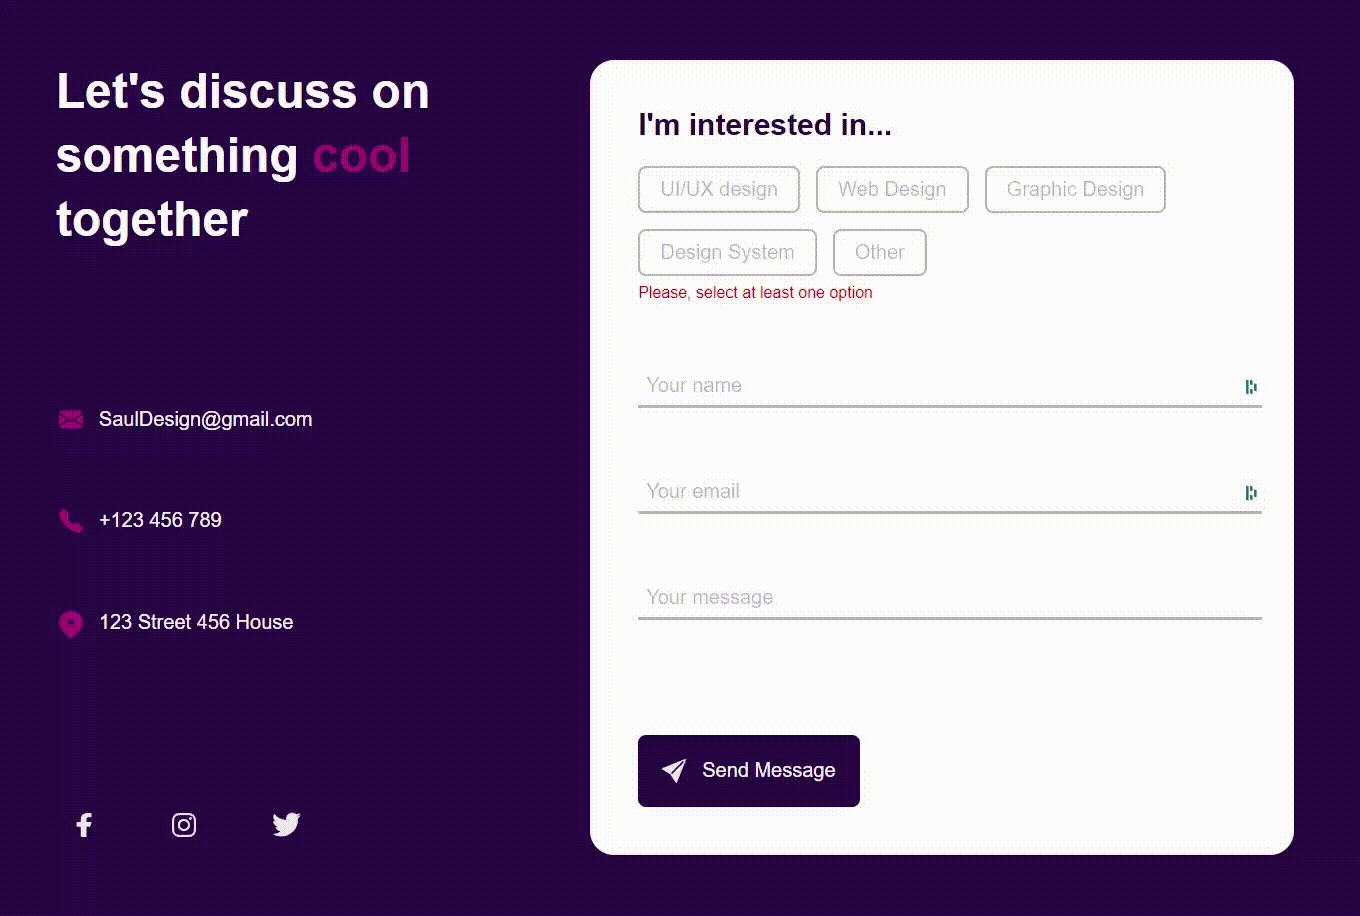 Let's discuss on
something cool
together
SaulDesign@gmail.com
+123 456 789
123 Street 456 House
I'm interested in...
UI/UX design
Web Design
Graphic Design
Design System
Other
Please, select at least one option
Your name
Your email
Your message
Send Message